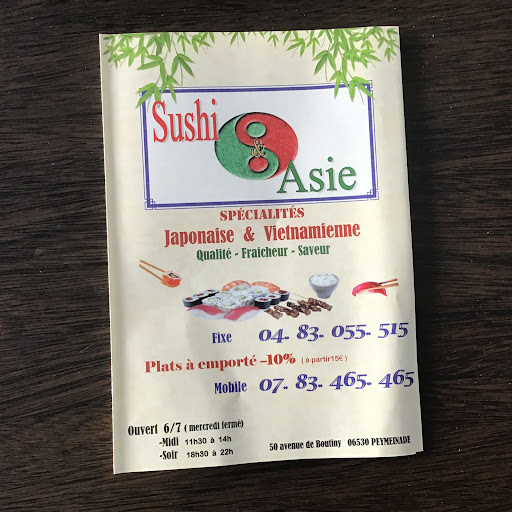 Sushi
&
Asie
SPÉCIALITÉS
Japonaise & Vietnamienne
Qualité - Fraicheur - Saveur
Fixe 04. 83. 055. 515
Plats à emporté -10% (à partir15€)
Mobile 07. 83. 465. 465
Ouvert 6/7 ( mercredi fermé)
-Midi 11h30 à 14h
-Soir 18h30 à 22h
50 avenue de Boutiny 06530 PEYMEINADE